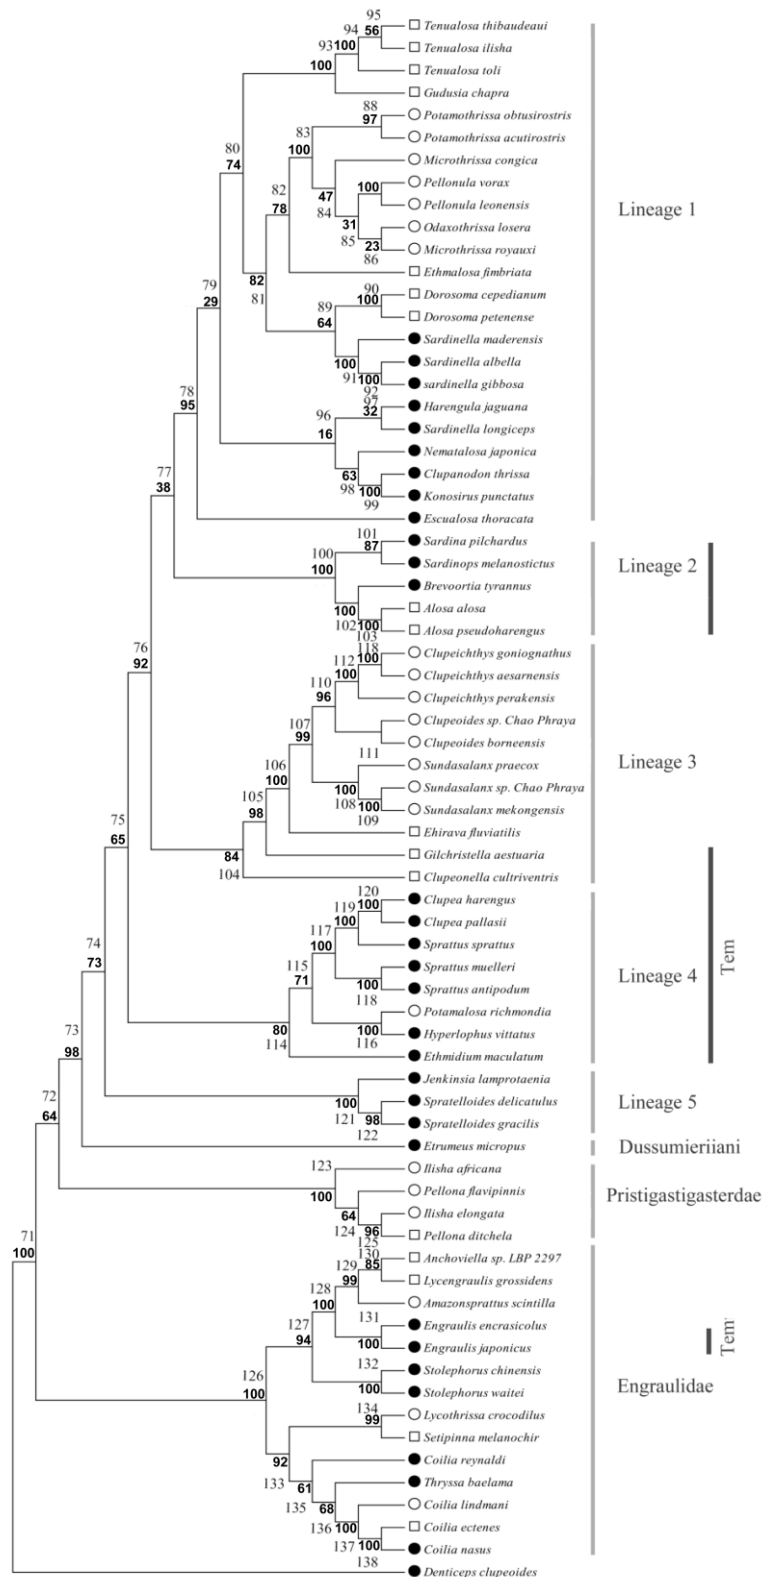 95
Tenualosa thibaudeaui
94
56
Tenualosa ilisha
93
100
100
Tenualosa toli
Gudusia chapra
88
Potamothrissa obtusirostris
97
83
Potamothrissa acutirostris
80
100
Microthrissa congica
74
82
100
Pellonula vorax
78
47
Pellonula leonensis
84
31
Odaxothrissa losera
Lineage 1
85
23
Microthrissa royauxi
86
Ethmalosa fimbriata
79
82
90
Dorosoma cepedianum
29
81
89
100
Dorosoma petenense
64
Sardinella maderensis
100
Sardinella albella
91
100
sardinella gibbosa
92
78
97
Harengula jaguana
95
96
32
Sardinella longiceps
16
Nematalosa japonica
77
63
Clupanodon thrissa
38
98
100
Konosirus punctatus
99
Escualosa thoracata
101
Sardina pilchardus
100
87
Sardinops melanostictus
100
Brevoortia tyrannus
Lineage 2
100
Alosa alosa
102
100
Alosa pseudoharengus
103
76
118
Clupeichthys goniognathus
92
112
100
Clupeichthys aesarnensis
110
100
Clupeichthys perakensis
96
107
Clupeoides sp. Chao Phraya
99
Clupeoides borneensis
106
111
Sundasalanx praecox
Lineage 3
100
100
Sundasalanx sp. Chao Phraya
105
108
100
Sundasalanx mekongensis
98
109
75
Ehirava fluviatilis
65
84
Gilchristella aestuaria
104
Clupeonella cultriventris
120
Clupea harengus
119
100
Clupea pallasii
117
100
74
100
Sprattus sprattus
73
115
Sprattus muelleri
71
100
Sprattus antipodum
Lineage 4
Tem
118
Potamalosa richmondia
80
100
Hyperlophus vittatus
73
114
116
98
Ethmidium maculatum
Jenkinsia lamprotaenia
72
100
Spratelloides delicatulus
Lineage 5
64
121
98
Spratelloides gracilis
122
Etrumeus micropus
Dussumieriiani
123
Ilisha africana
100
Pellona flavipinnis
Pristigastigasterdae
64
Ilisha elongata
71
124
96
Pellona ditchela
100
125
130
Anchoviella sp. LBP 2297
129
85
Lycengraulis grossidens
128
99
Amazonsprattus scintilla
100
131
Engraulis encrasicolus
127
100
Engraulis japonicus
Tem
94
132
Stolephorus chinensis
126
100
Stolephorus waitei
Engraulidae
100
134
Lycothrissa crocodilus
99
Setipinna melanochir
92
Coilia reynaldi
133
61
Thryssa baelama
135
68
Coilia lindmani
136
100
Coilia ectenes
137
100
Coilia nasus
138
Denticeps clupeoides